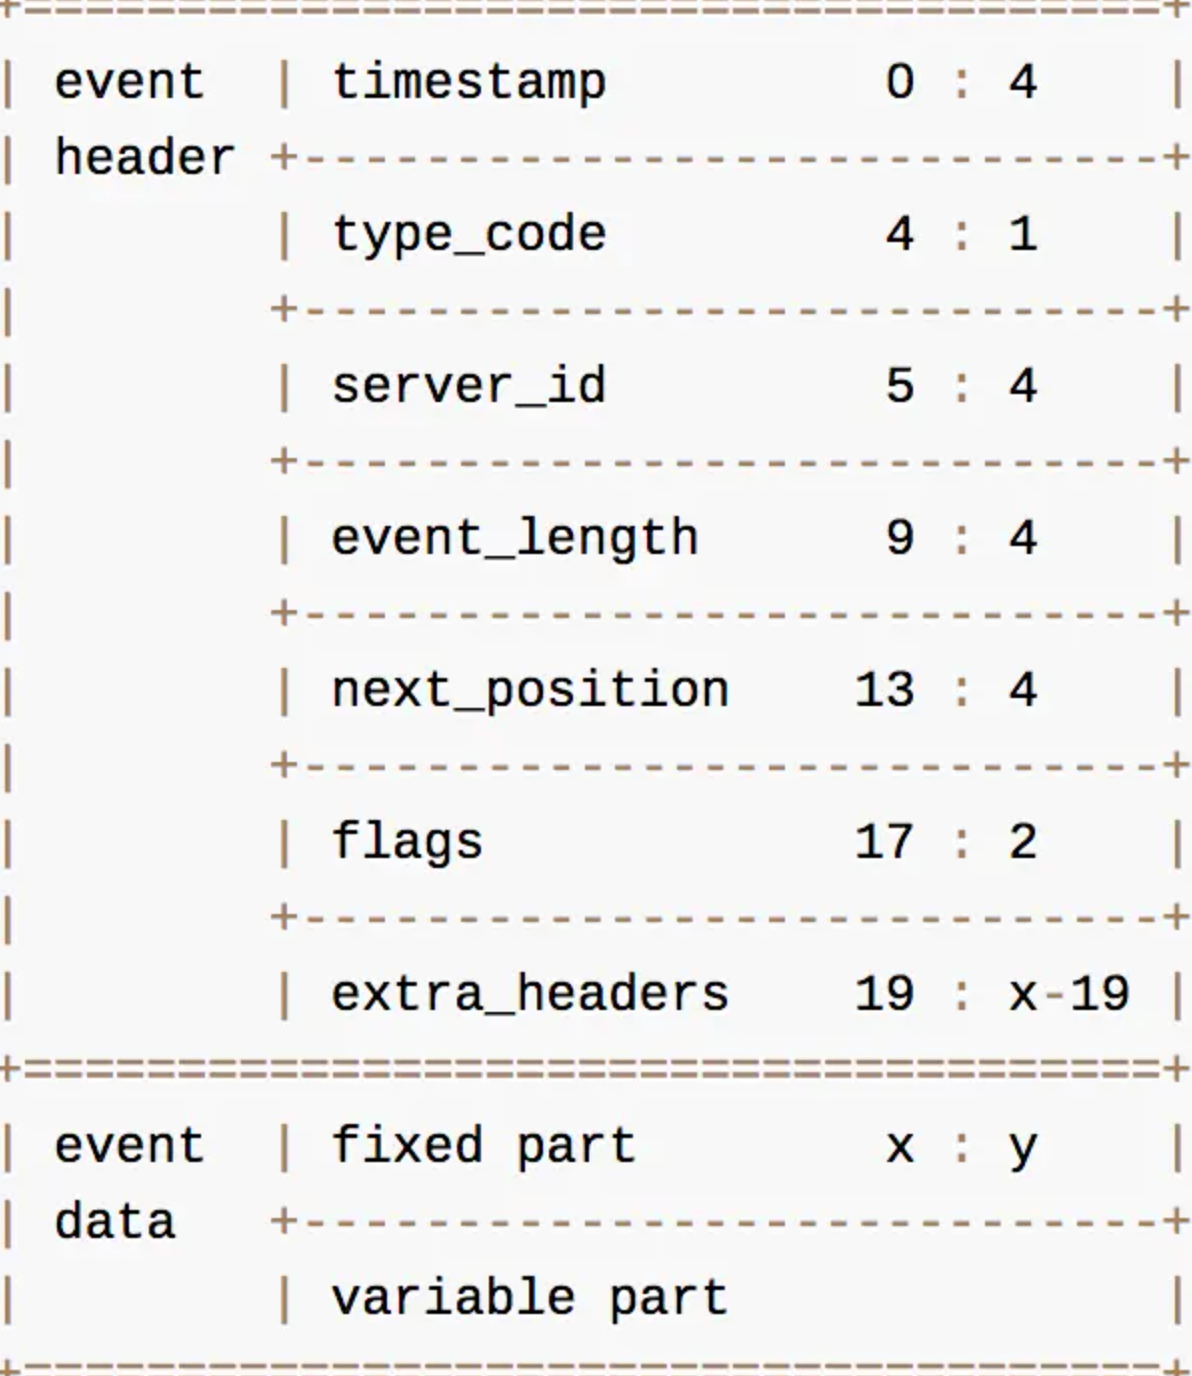 +=====================================+
| event  | timestamp         0 : 4    |
| header +----------------------------+
|        | type_code         4 : 1    |
|        +----------------------------+
|        | server_id         5 : 4    |
|        +----------------------------+
|        | event_length      9 : 4    |
|        +----------------------------+
|        | next_position    13 : 4    |
|        +----------------------------+
|        | flags            17 : 2    |
|        +----------------------------+
|        | extra_headers    19 : x-19 |
+=====================================+
| event  | fixed part        x : y    |
| data   +----------------------------+
|        | variable part              |
+=====================================+